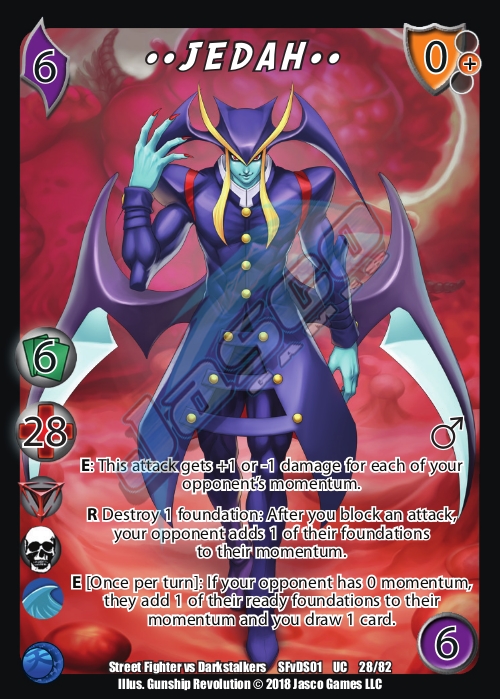 6
••JEDAH••
0
+
6
28
JASCO GAMES
E: This attack gets +1 or -1 damage for each of your
opponent's momentum.
R Destroy 1 foundation: After you block an attack,
your opponent adds 1 of their foundations
to their momentum.
E [Once per turn]: If your opponent has 0 momentum,
they add 1 of their ready foundations to their
momentum and you draw 1 card.
6
Street Fighter vs Darkstalkers SFvDS01 UC 28/82
Illus. Gunship Revolution © 2018 Jasco Games LLC